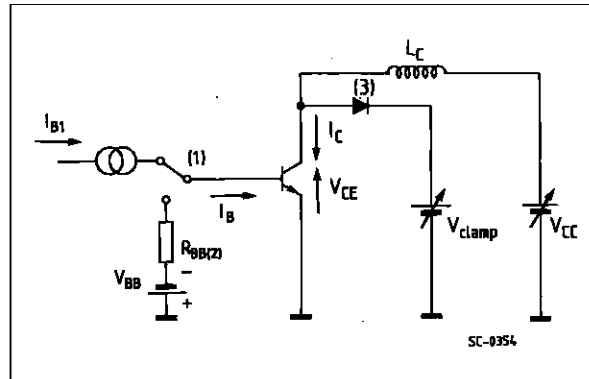 L_C
(3)
I_B1
(1)
I_C
V_CE
I_B
V_clamp
V_CC
R_BB(2)
V_BB
−
+
SC-0354